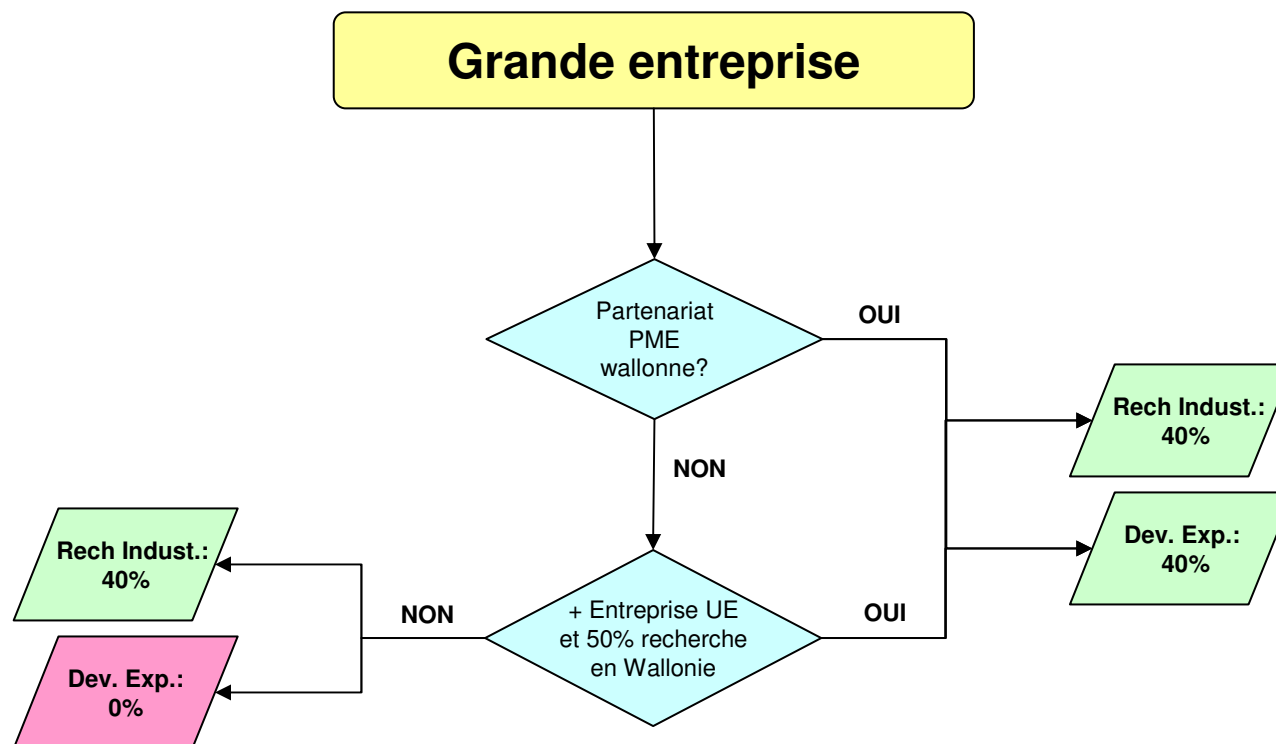 Grande entreprise
Partenariat
PME
wallonne?
OUI
Rech Indust.:
40%
NON
Dev. Exp.:
40%
Rech Indust.:
40%
NON
+ Entreprise UE
et 50% recherche
en Wallonie
OUI
Dev. Exp.:
0%